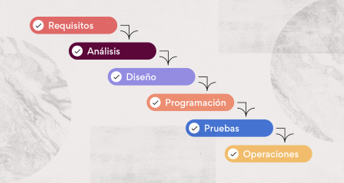 Requisitos
Análisis
Diseño
Programación
Pruebas
Operaciones